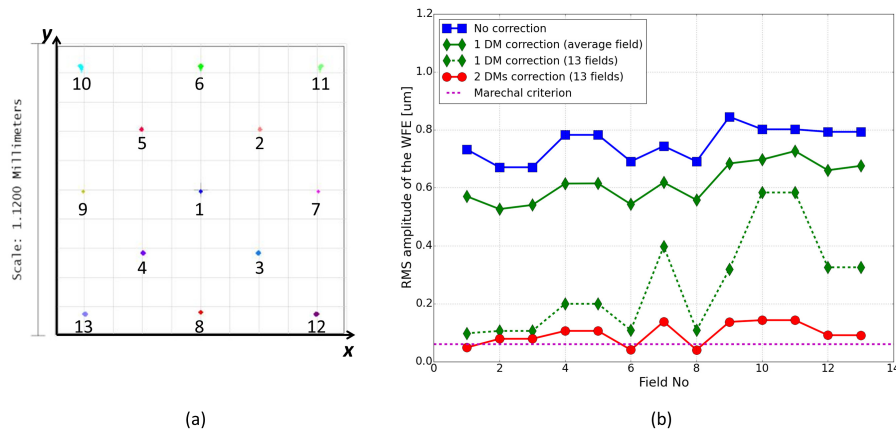 y
10 6 11
5 2
9 1 7
4 3
13 8 12
x
Scale: 1.1200 Millimeters
(a)
1.2
1.0
0.8
0.6
0.4
0.2
0.0
RMS amplitude of the WFE [um]
No correction
1 DM correction (average field)
1 DM correction (13 fields)
2 DMs correction (13 fields)
Marechal criterion
0 2 4 6 8 10 12 14
Field No
(b)